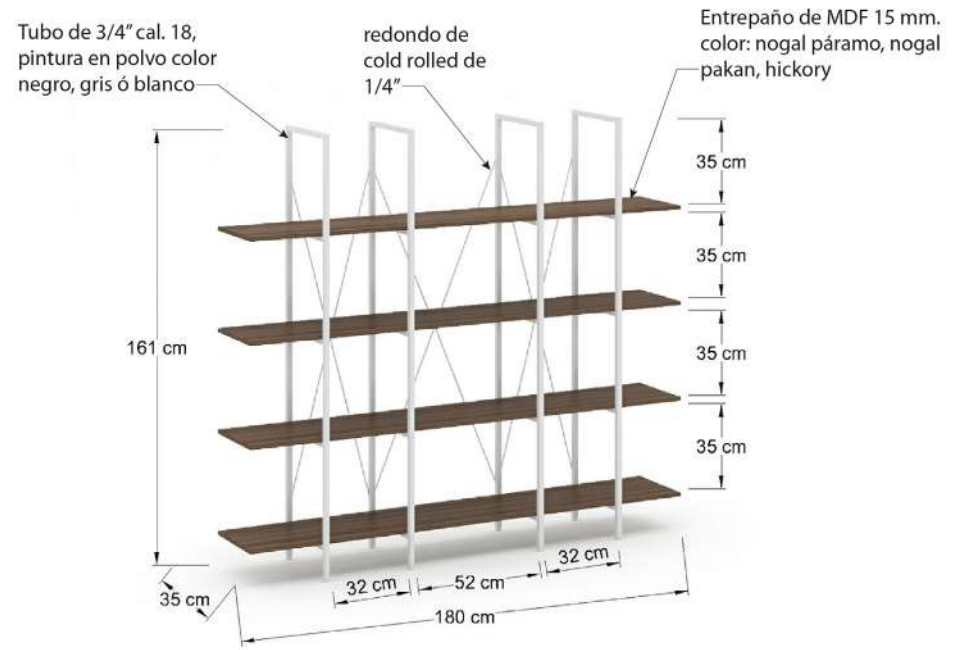 Tubo de 3/4” cal. 18,
pintura en polvo color
negro, gris ó blanco
redondo de
cold rolled de
1/4”
Entrepaño de MDF 15 mm.
color: nogal páramo, nogal
pakan, hickory
35 cm
35 cm
35 cm
35 cm
161 cm
35 cm
32 cm
52 cm
32 cm
180 cm